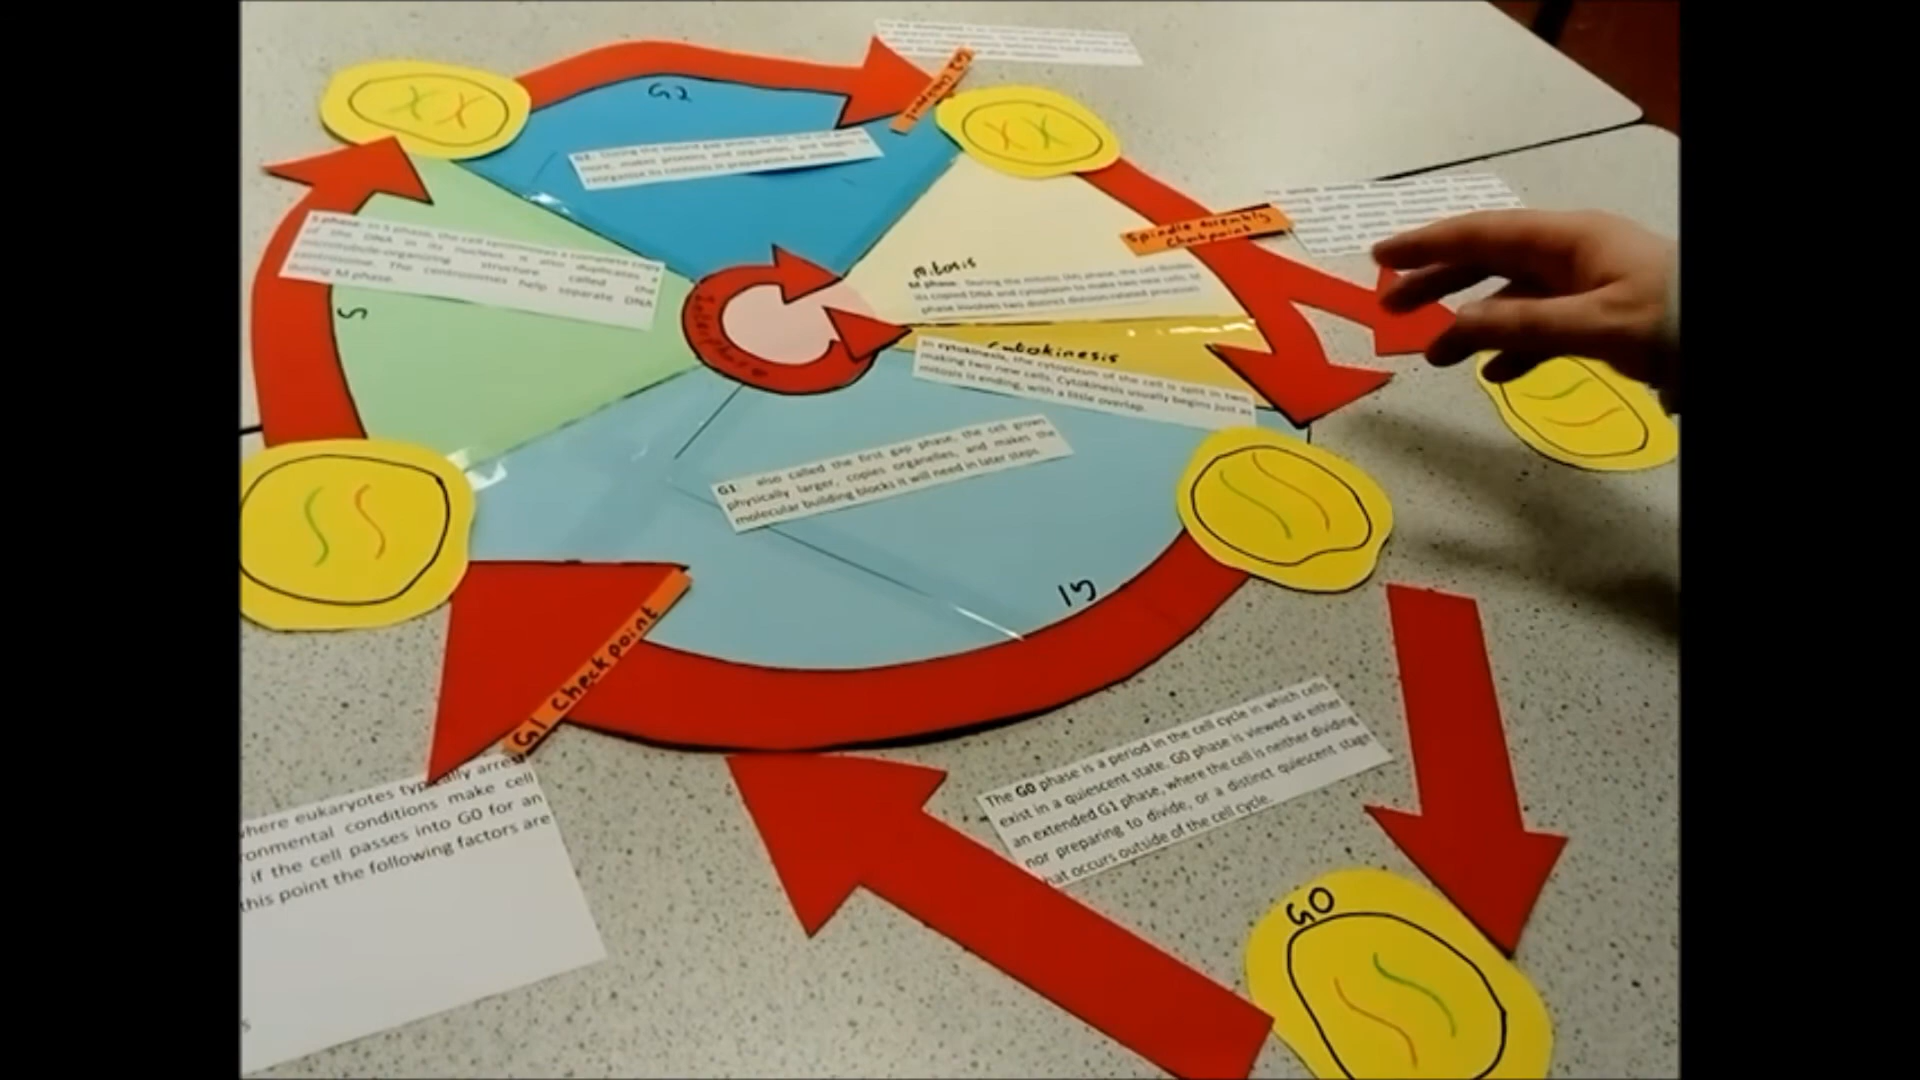 G2
G2 checkpoint
G2: During the second gap phase, or G2, the cell grows
more, makes proteins and organelles, and begins to
reorganize its contents in preparation for mitosis.
S phase. In S phase, the cell synthesizes a complete copy
of the DNA in its nucleus. It also duplicates a
microtubule-organizing structure called the
centrosome. The centrosomes help separate DNA
during M phase.
S
Interphase
Spindle Assembly
Checkpoint
mitosis
M phase. During the mitotic (M) phase, the cell divides
its copied DNA and cytoplasm to make two new cells. M
phase involves two distinct division-related processes
Cytokinesis
In cytokinesis, the cytoplasm of the cell is split in two,
making two new cells. Cytokinesis usually begins just as
mitosis is ending, with a little overlap.
G1 also called the first gap phase, the cell grows
physically larger, copies organelles, and makes the
molecular building blocks it will need in later steps.
G1
G1 checkpoint
where eukaryotes typically arrest
ronmental conditions make cell
if the cell passes into G0 for an
this point the following factors are
s
The G0 phase is a period in the cell cycle in which cells
exist in a quiescent state. G0 phase is viewed as either
an extended G1 phase, where the cell is neither dividing
nor preparing to divide, or a distinct quiescent stage
that occurs outside of the cell cycle.
G0